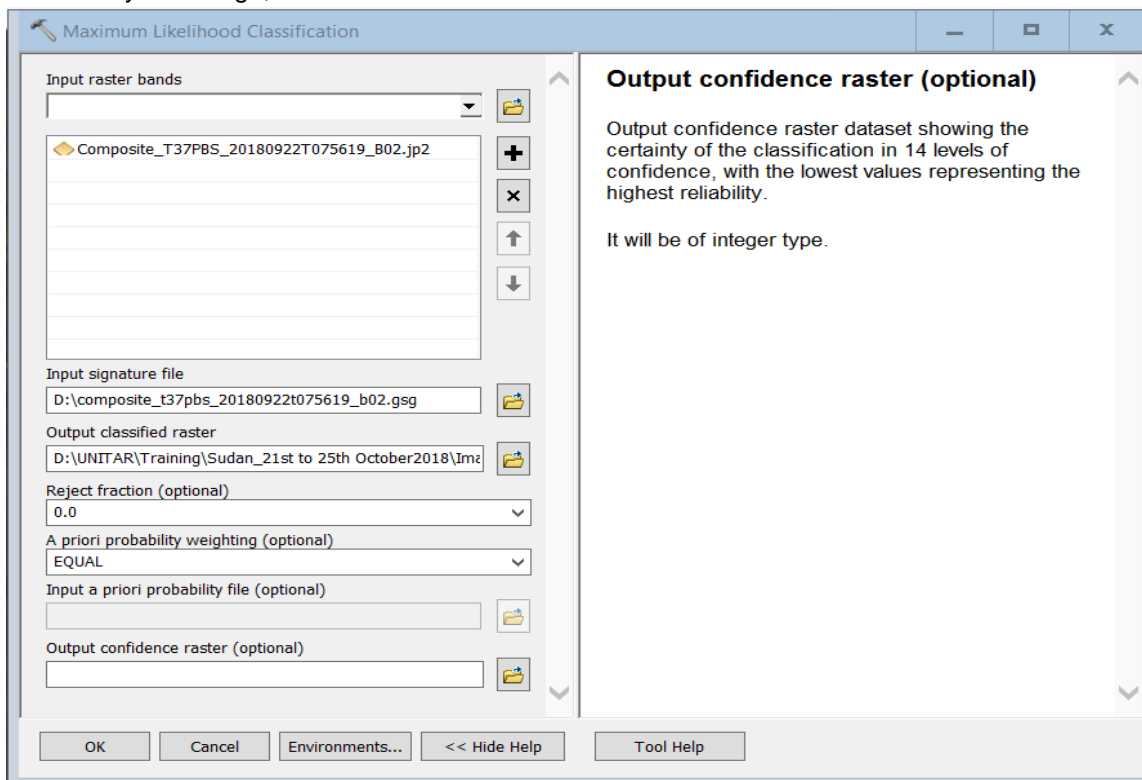 Maximum Likelihood Classification
Input raster bands
Composite_T37PBS_20180922T075619_B02.jp2
Input signature file
D:\composite_t37pbs_20180922t075619_b02.gsg
Output classified raster
D:\UNITAR\Training\Sudan_21st to 25th October2018\Ima
Reject fraction (optional)
0.0
A priori probability weighting (optional)
EQUAL
Input a priori probability file (optional)
Output confidence raster (optional)
OK Cancel Environments... << Hide Help Tool Help
Output confidence raster (optional)
Output confidence raster dataset showing the
certainty of the classification in 14 levels of
confidence, with the lowest values representing the
highest reliability.
It will be of integer type.